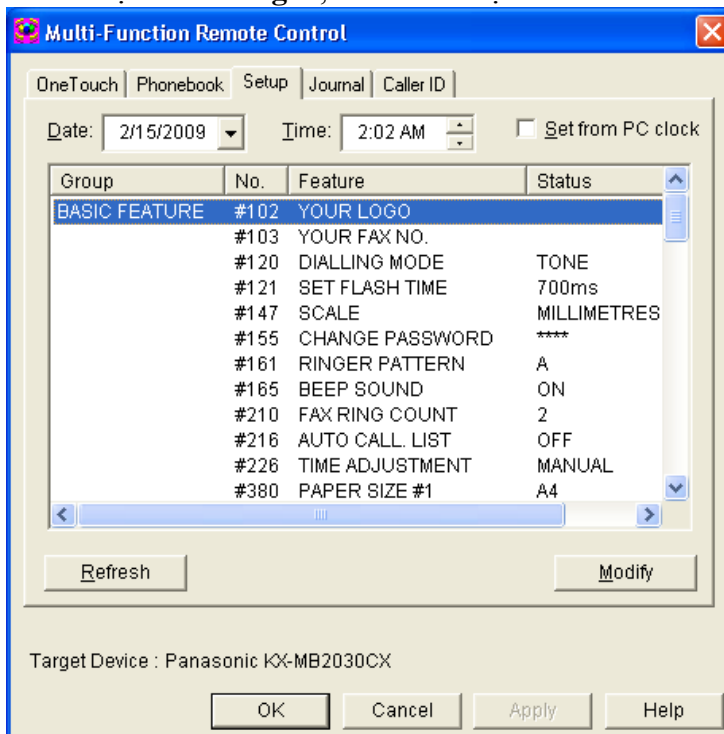 Multi-Function Remote Control
OneTouch Phonebook Setup Journal Caller ID
Date: 2/15/2009 Time: 2:02 AM Set from PC clock
Group No. Feature Status
BASIC FEATURE #102 YOUR LOGO
#103 YOUR FAX NO.
#120 DIALLING MODE TONE
#121 SET FLASH TIME 700ms
#147 SCALE MILLIMETRES
#155 CHANGE PASSWORD ****
#161 RINGER PATTERN A
#165 BEEP SOUND ON
#210 FAX RING COUNT 2
#216 AUTO CALL. LIST OFF
#226 TIME ADJUSTMENT MANUAL
#380 PAPER SIZE #1 A4
Refresh Modify
Target Device : Panasonic KX-MB2030CX
OK Cancel Apply Help